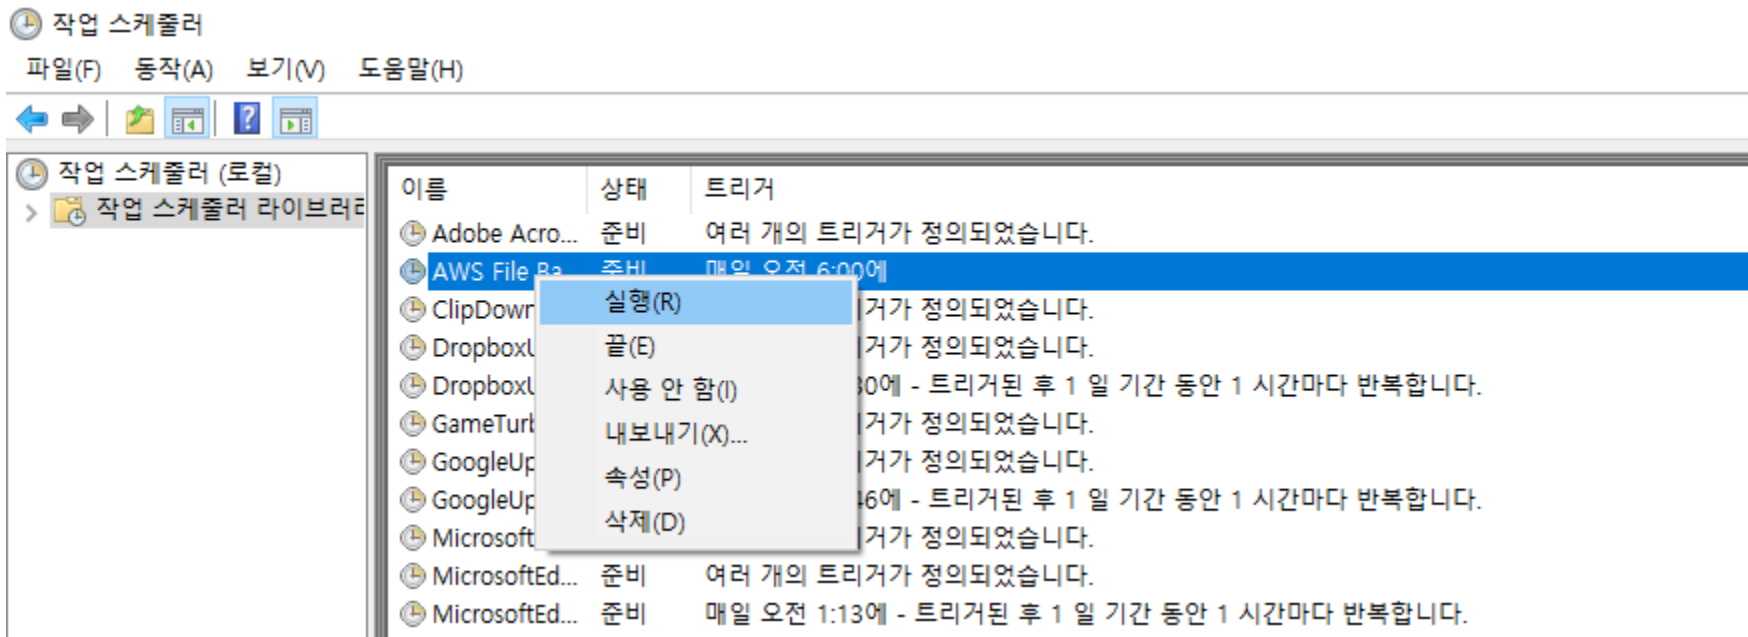 작업 스케줄러
파일(F) 동작(A) 보기(V) 도움말(H)
작업 스케줄러 (로컬)
작업 스케줄러 라이브러리
이름 상태 트리거
Adobe Acro... 준비 여러 개의 트리거가 정의되었습니다.
AWS File Ba 준비 매일 오전 6:00에
실행(R)
ClipDown 거가 정의되었습니다.
끝(E)
Dropbox 거가 정의되었습니다.
사용 안 함(I)
Dropbox 30에 - 트리거된 후 1 일 기간 동안 1 시간마다 반복합니다.
GameTur 거가 정의되었습니다.
내보내기(X)...
GoogleUp 거가 정의되었습니다.
속성(P)
GoogleUp 46에 - 트리거된 후 1 일 기간 동안 1 시간마다 반복합니다.
삭제(D)
Microsoft 거가 정의되었습니다.
MicrosoftEd... 준비 여러 개의 트리거가 정의되었습니다.
MicrosoftEd... 준비 매일 오전 1:13에 - 트리거된 후 1 일 기간 동안 1 시간마다 반복합니다.